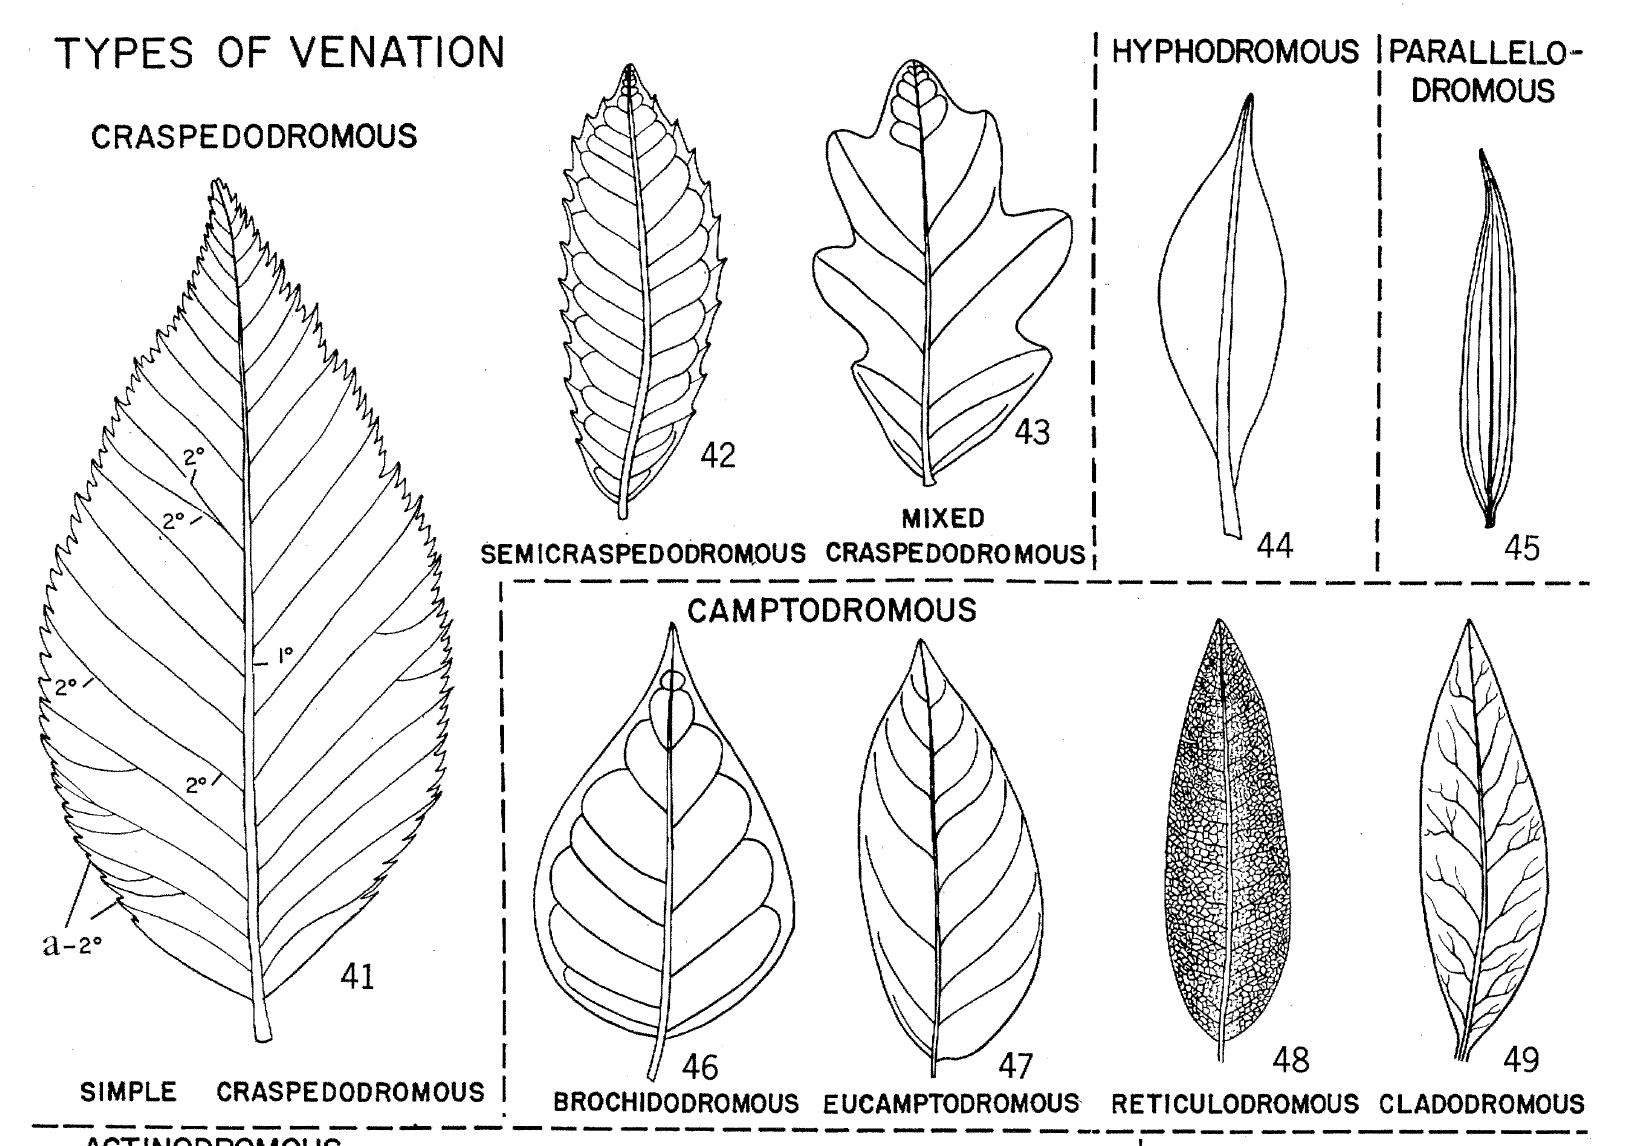 TYPES OF VENATION
CRASPEDODROMOUS
2°
2°
1°
2°
2°
a-2°
41
SIMPLE CRASPEDODROMOUS
42
SEMICRASPEDODROMOUS
43
MIXED
CRASPEDODROMOUS
HYPHODROMOUS
44
PARALLELO-
DROMOUS
45
CAMPTODROMOUS
46
BROCHIDODROMOUS
47
EUCAMPTODROMOUS
48
RETICULODROMOUS
49
CLADODROMOUS
ACTINODROMOUS